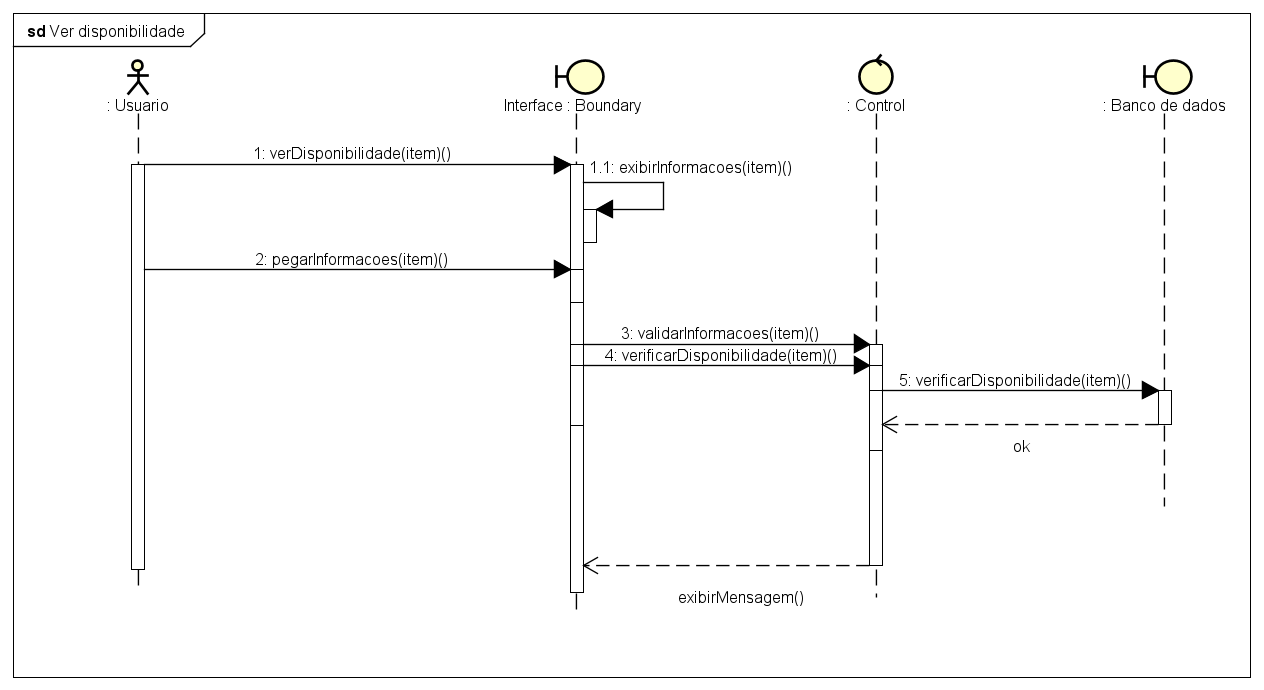 sd Ver disponibilidade
: Usuario
Interface : Boundary
: Control
: Banco de dados
1: verDisponibilidade(item)()
1.1: exibirInformacoes(item)()
2: pegarInformacoes(item)()
3: validarInformacoes(item)()
4: verificarDisponibilidade(item)()
5: verificarDisponibilidade(item)()
ok
exibirMensagem()